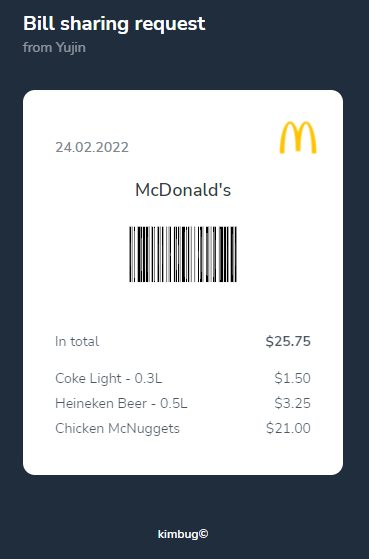 Bill sharing request
from Yujin
24.02.2022
McDonald's
In total $25.75
Coke Light - 0.3L $1.50
Heineken Beer - 0.5L $3.25
Chicken McNuggets $21.00
kimbug©